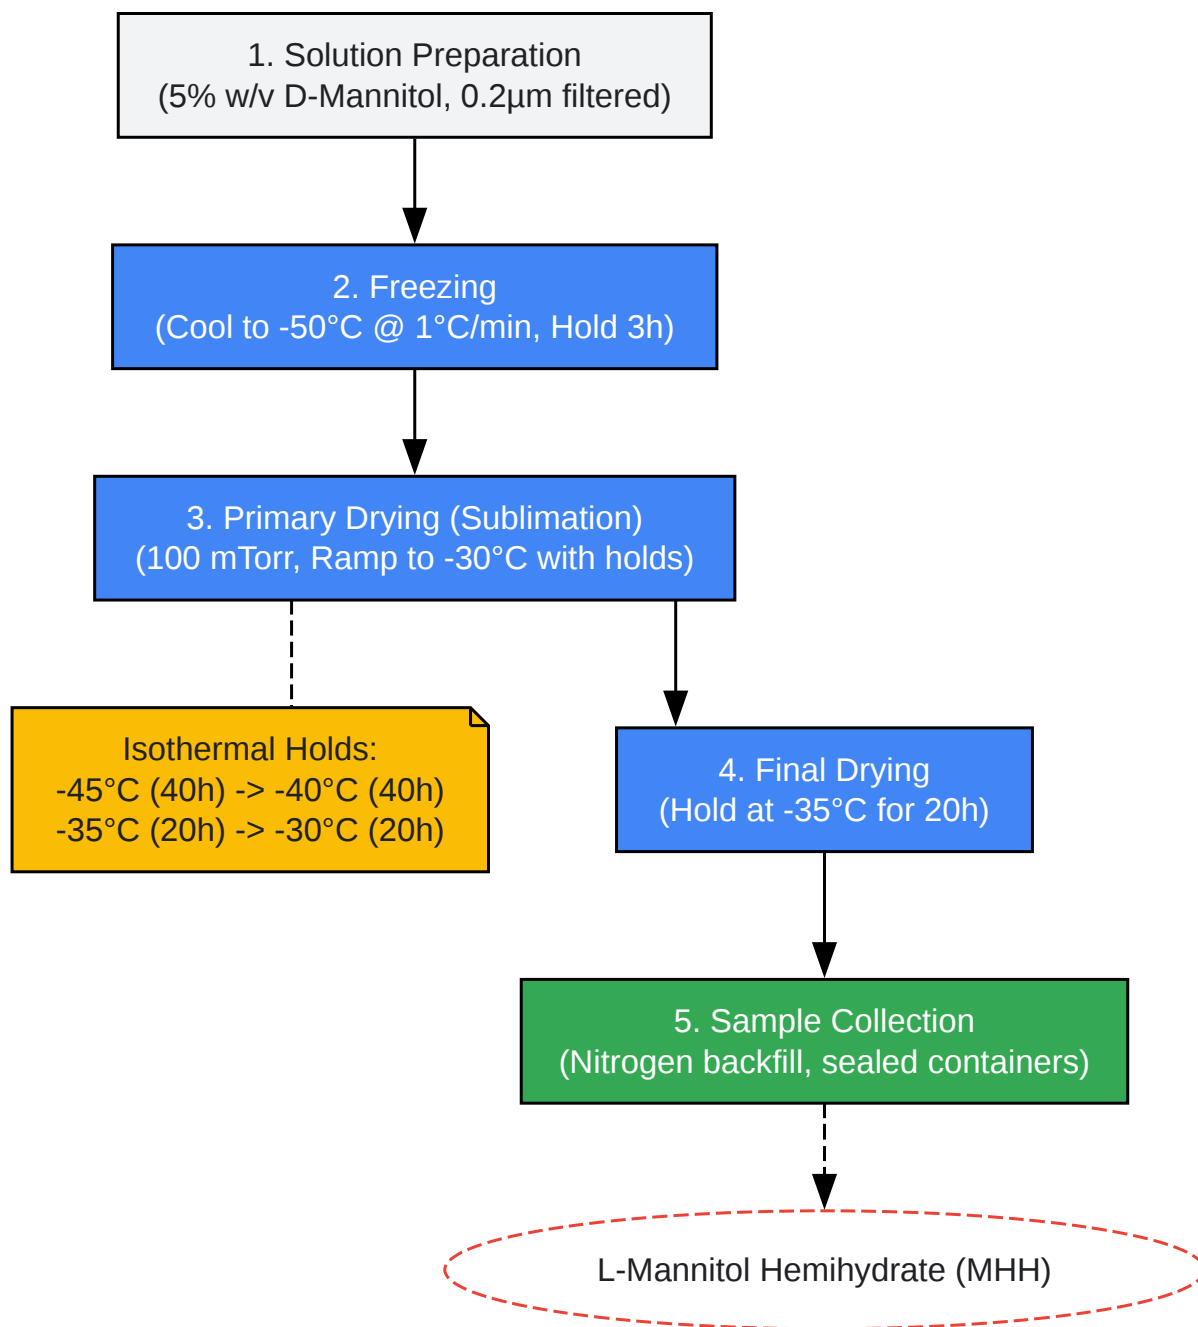 1. Solution Preparation
(5% w/v D-Mannitol, 0.2µm filtered)
2. Freezing
(Cool to -50°C @ 1°C/min, Hold 3h)
3. Primary Drying (Sublimation)
(100 mTorr, Ramp to -30°C with holds)
Isothermal Holds:
-45°C (40h) -> -40°C (40h)
-35°C (20h) -> -30°C (20h)
4. Final Drying
(Hold at -35°C for 20h)
5. Sample Collection
(Nitrogen backfill, sealed containers)
L-Mannitol Hemihydrate (MHH)